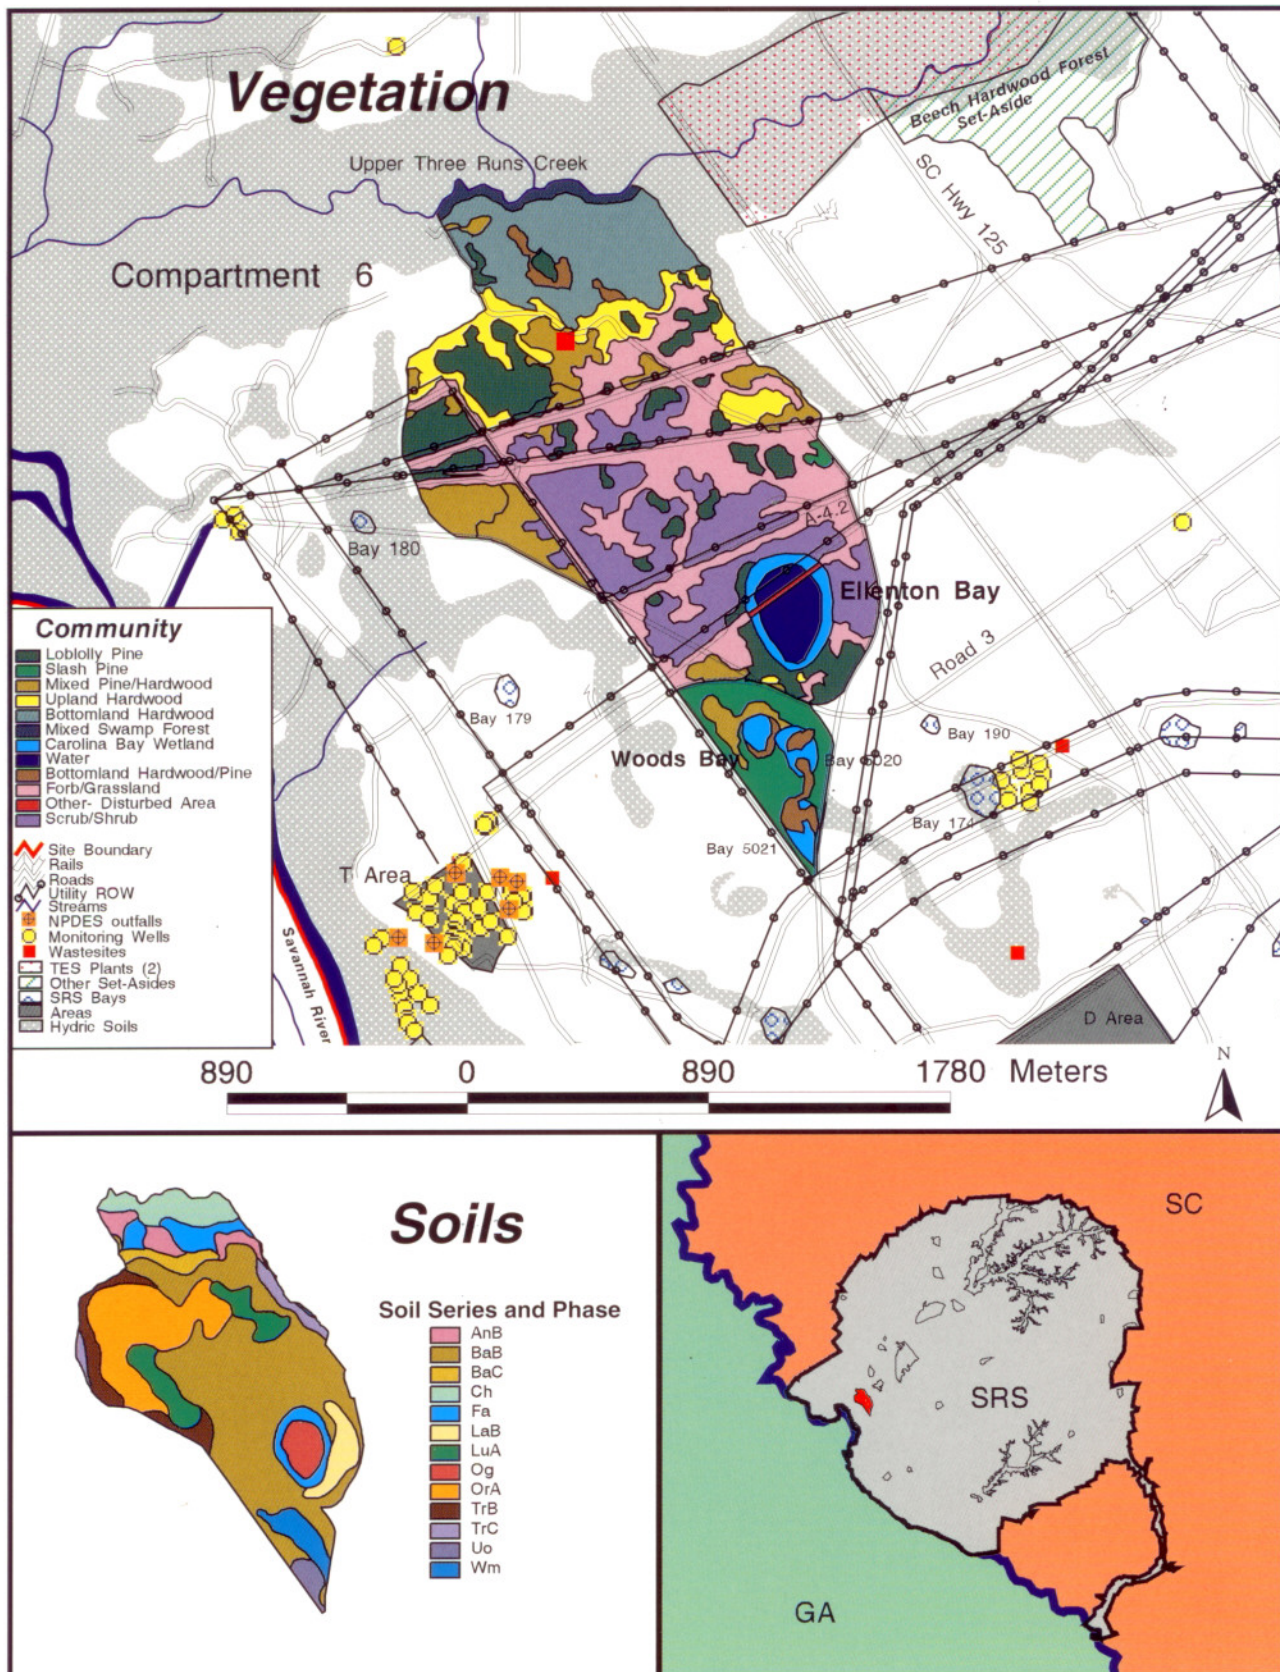 Vegetation
Beech Hardwood Forest
Set-Aside
Upper Three Runs Creek
SC Hwy 125
Compartment 6
A-4.2
Bay 180
Ellenton Bay
Road 3
Bay 179
Bay 190
Woods Bay
Bay 5020
Bay 174
Bay 5021
T Area
Savannah River
D Area
Community
Loblolly Pine
Slash Pine
Mixed Pine/Hardwood
Upland Hardwood
Bottomland Hardwood
Mixed Swamp Forest
Carolina Bay Wetland
Water
Bottomland Hardwood/Pine
Forb/Grassland
Other- Disturbed Area
Scrub/Shrub
Site Boundary
Rails
Roads
Utility ROW
Streams
NPDES outfalls
Monitoring Wells
Wastesites
TES Plants (2)
Other Set-Asides
SRS Bays
Areas
Hydric Soils
890 0 890 1780 Meters
N
Soils
Soil Series and Phase
AnB
BaB
BaC
Ch
Fa
LaB
LuA
Og
OrA
TrB
TrC
Uo
Wm
SC
SRS
GA